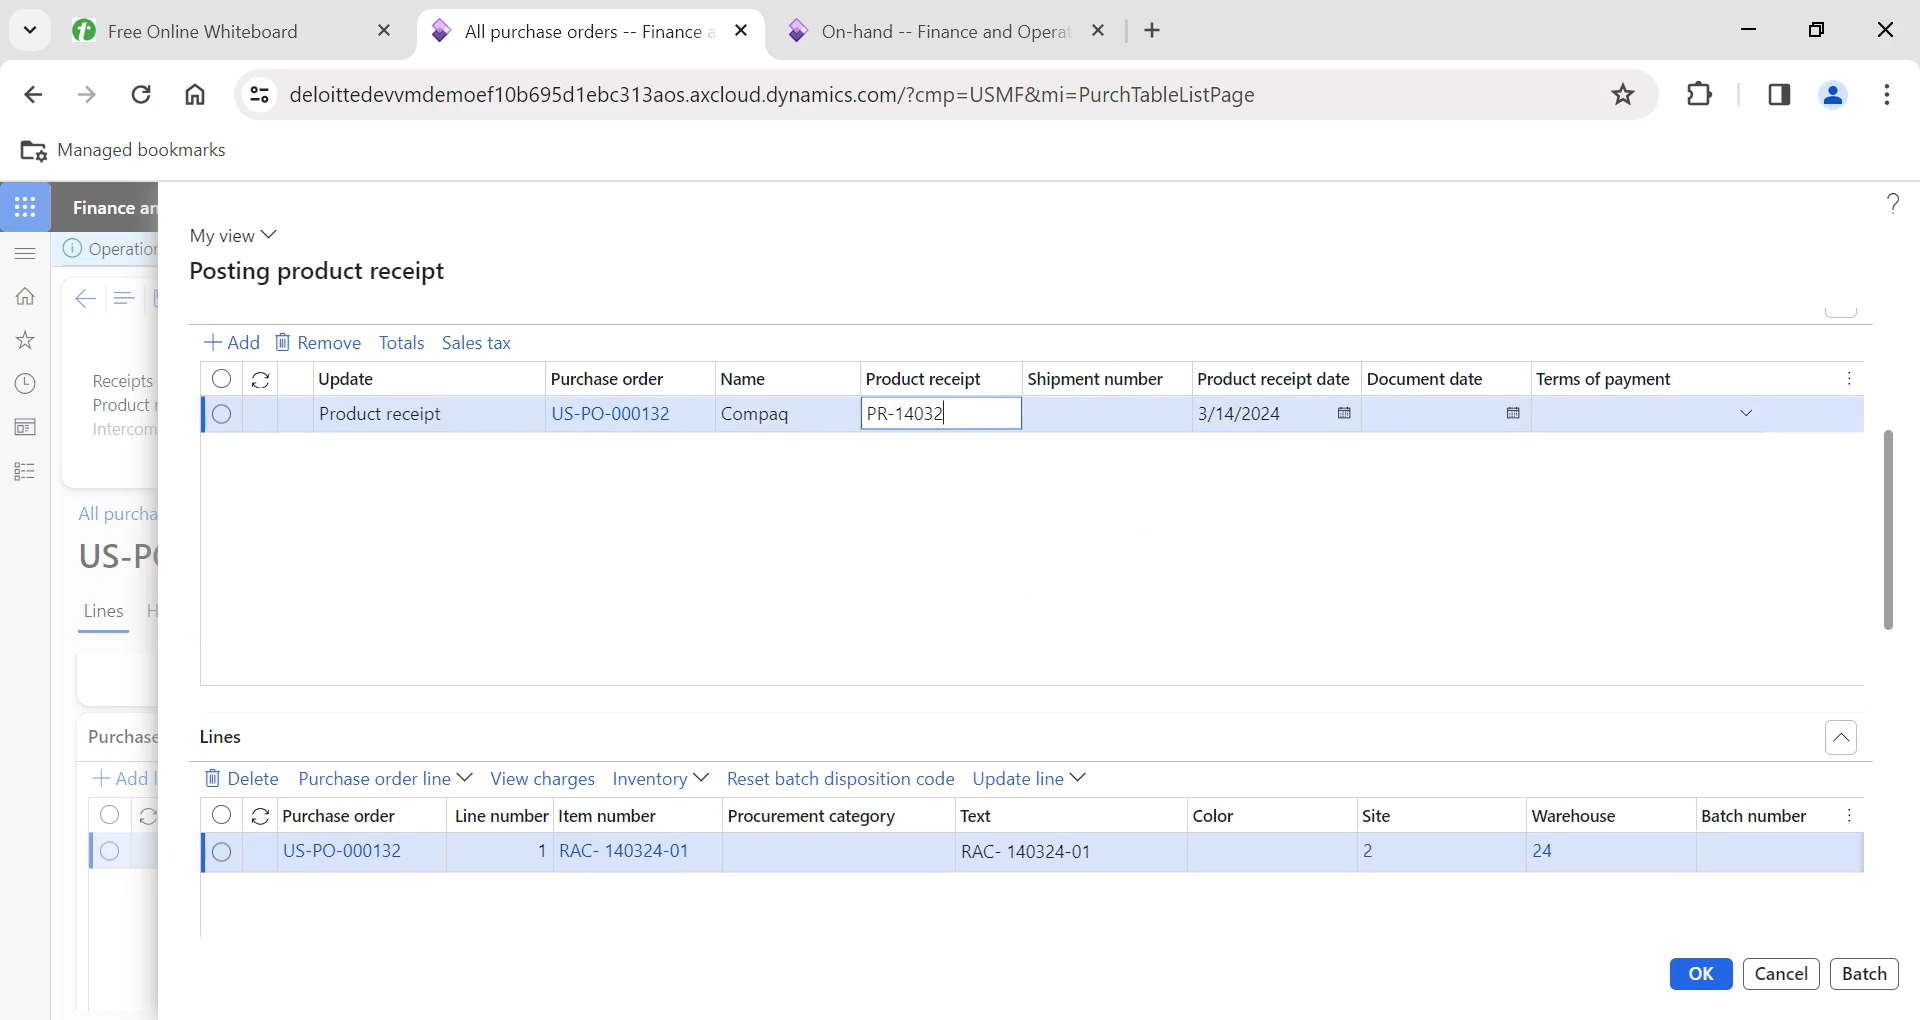 Free Online Whiteboard
All purchase orders -- Finance a
On-hand -- Finance and Operat
deloittedevvmdemoef10b695d1ebc313aos.axcloud.dynamics.com/?cmp=USMF&mi=PurchTableListPage
Managed bookmarks
Finance an
Operation
?
My view
Posting product receipt
Receipts
Product r
Intercom
All purcha
US-PO
Lines H
Purchase
Add l
Add Remove Totals Sales tax
Update Purchase order Name Product receipt Shipment number Product receipt date Document date Terms of payment
Product receipt US-PO-000132 Compaq PR-14032 3/14/2024
Lines
Delete Purchase order line View charges Inventory Reset batch disposition code Update line
Purchase order Line number Item number Procurement category Text Color Site Warehouse Batch number
US-PO-000132 1 RAC- 140324-01 RAC- 140324-01 2 24
OK Cancel Batch